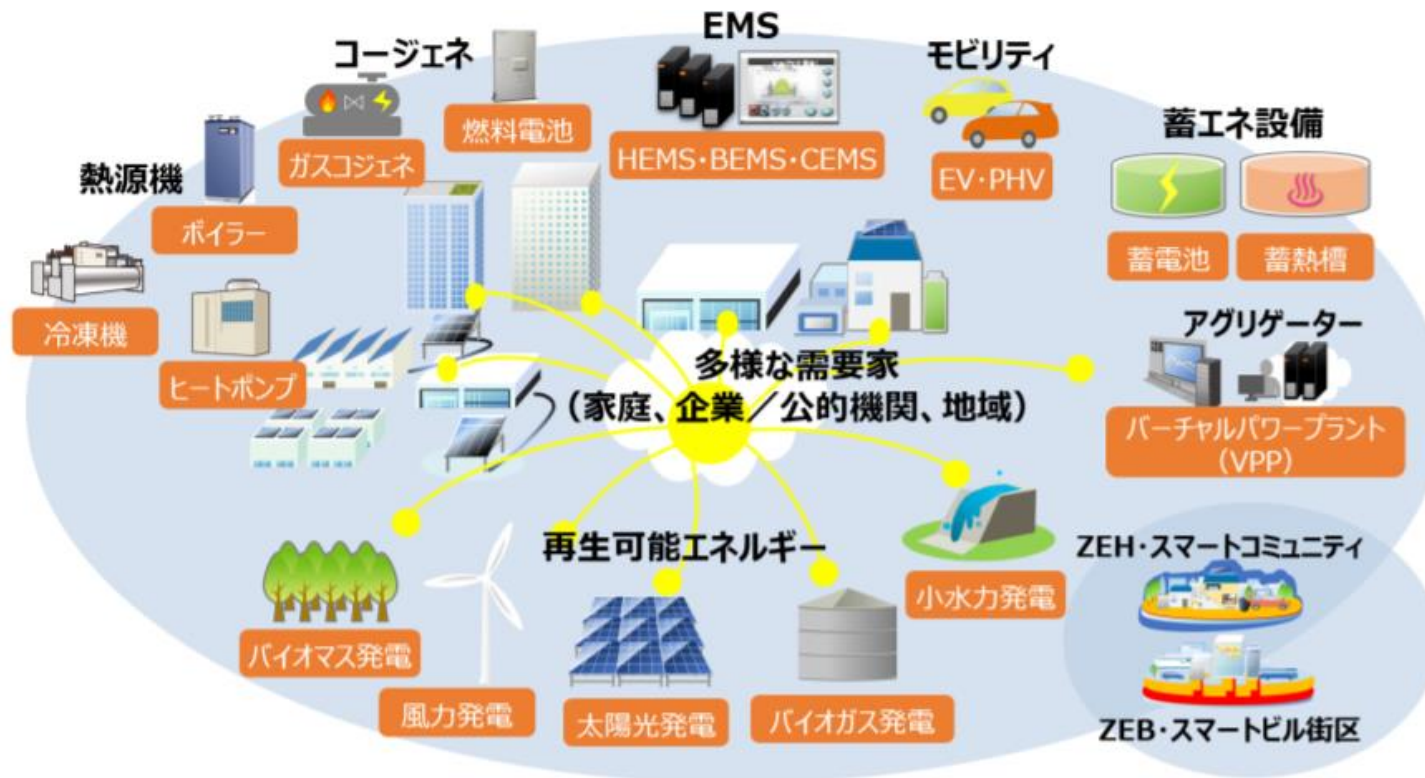 EMS
コージェネ
モビリティ
燃料電池
HEMS・BEMS・CEMS
EV・PHV
蓄エネ設備
ガスコジェネ
熱源機
ボイラー
蓄電池
蓄熱槽
冷凍機
ヒートポンプ
アグリゲーター
多様な需要家
（家庭、企業／公的機関、地域）
バーチャルパワープラント
（VPP）
再生可能エネルギー
小水力発電
ZEH・スマートコミュニティ
バイオマス発電
風力発電
太陽光発電
バイオガス発電
ZEB・スマートビル街区